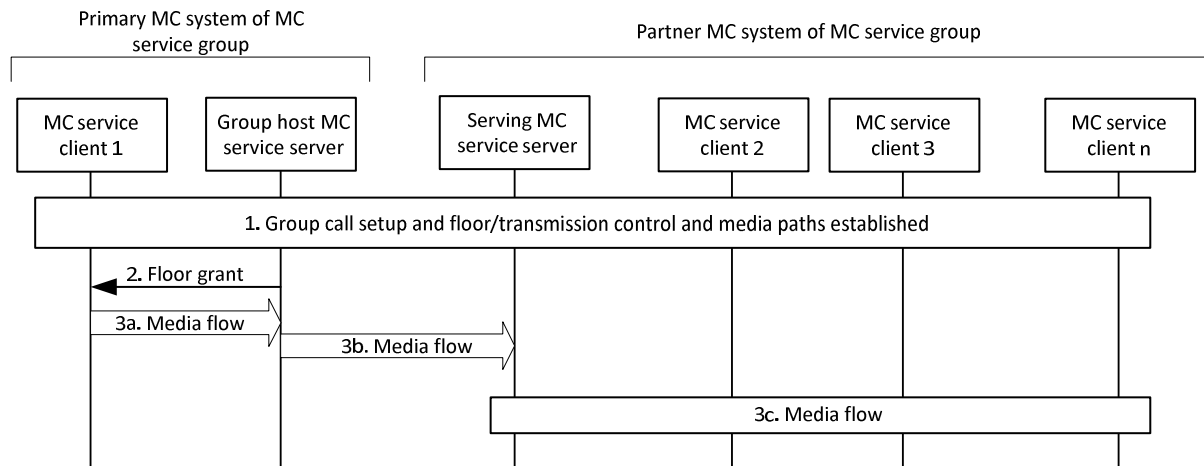 Primary MC system of MC
service group
Partner MC system of MC service group
MC service
client 1
Group host MC
service server
Serving MC
service server
MC service
client 2
MC service
client 3
MC service
client n
1. Group call setup and floor/transmission control and media paths established
2. Floor grant
3a. Media flow
3b. Media flow
3c. Media flow